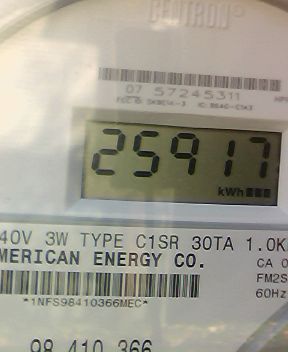 CENTRON®
07 57245311
25917
kWh
40V 3W TYPE C1SR 30TA 1.0K
MERICAN ENERGY CO.
CA 0
FM2S
60Hz
*1NFS98410366MEC*
98 410 366